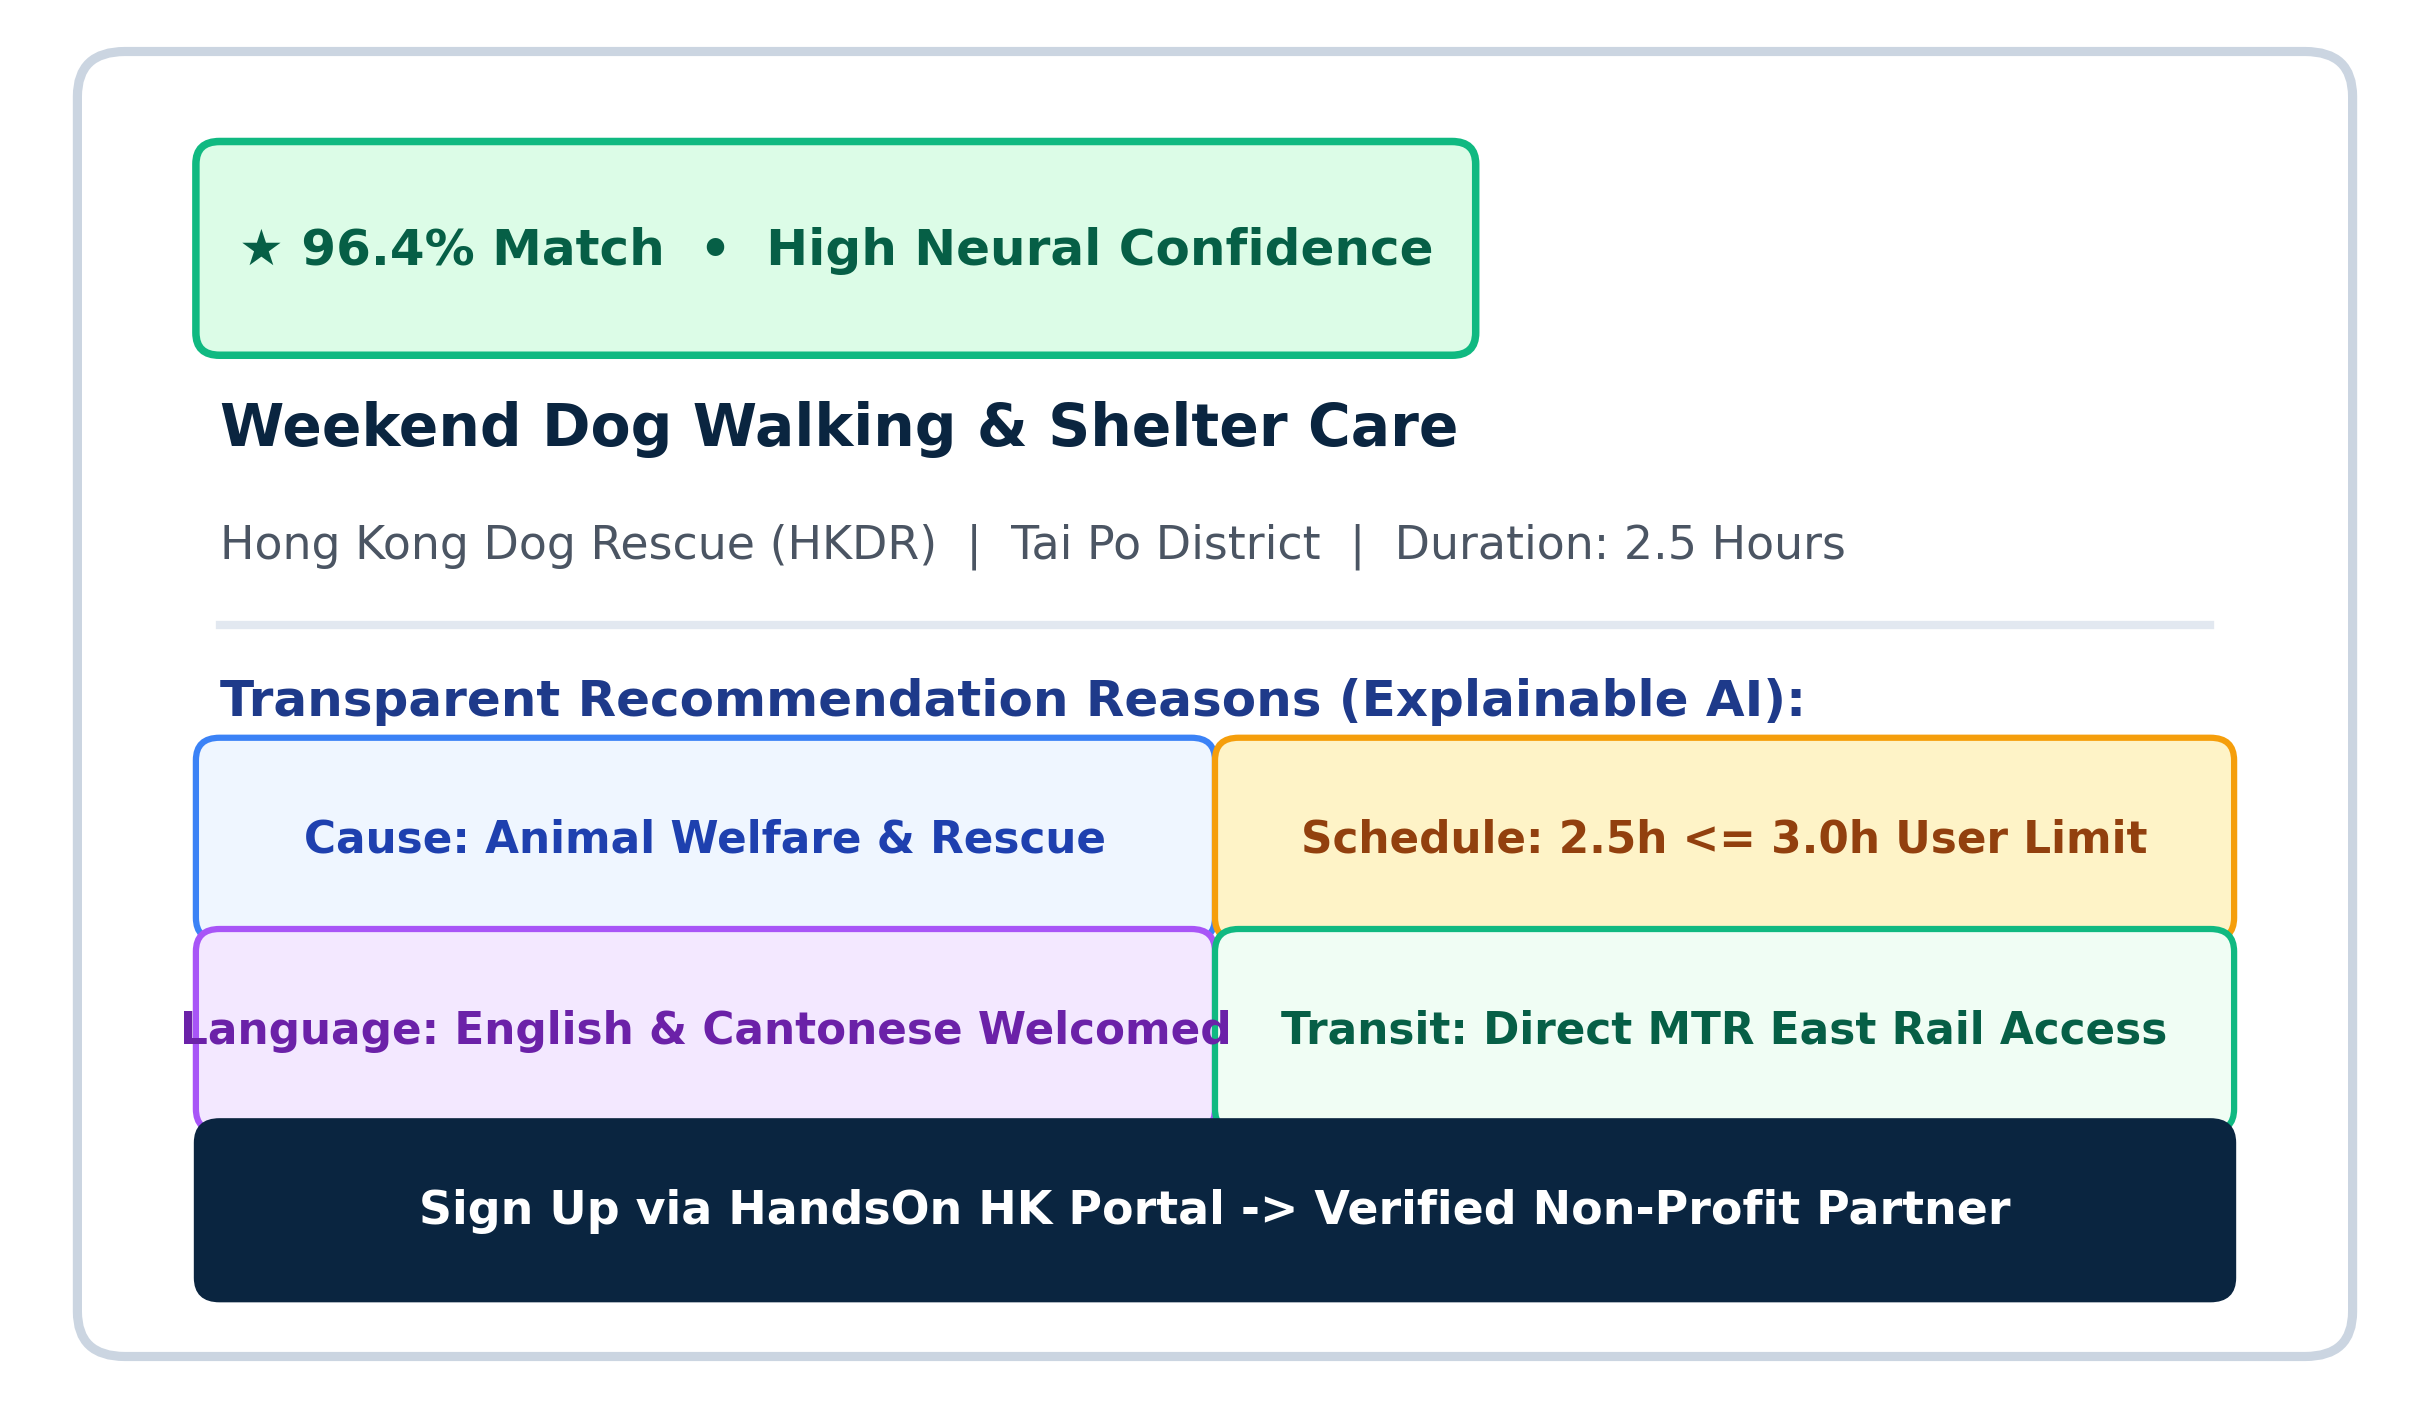 ★ 96.4% Match • High Neural Confidence
Weekend Dog Walking & Shelter Care
Hong Kong Dog Rescue (HKDR) | Tai Po District | Duration: 2.5 Hours
Transparent Recommendation Reasons (Explainable AI):
Cause: Animal Welfare & Rescue
Schedule: 2.5h <= 3.0h User Limit
Language: English & Cantonese Welcomed
Transit: Direct MTR East Rail Access
Sign Up via HandsOn HK Portal -> Verified Non-Profit Partner